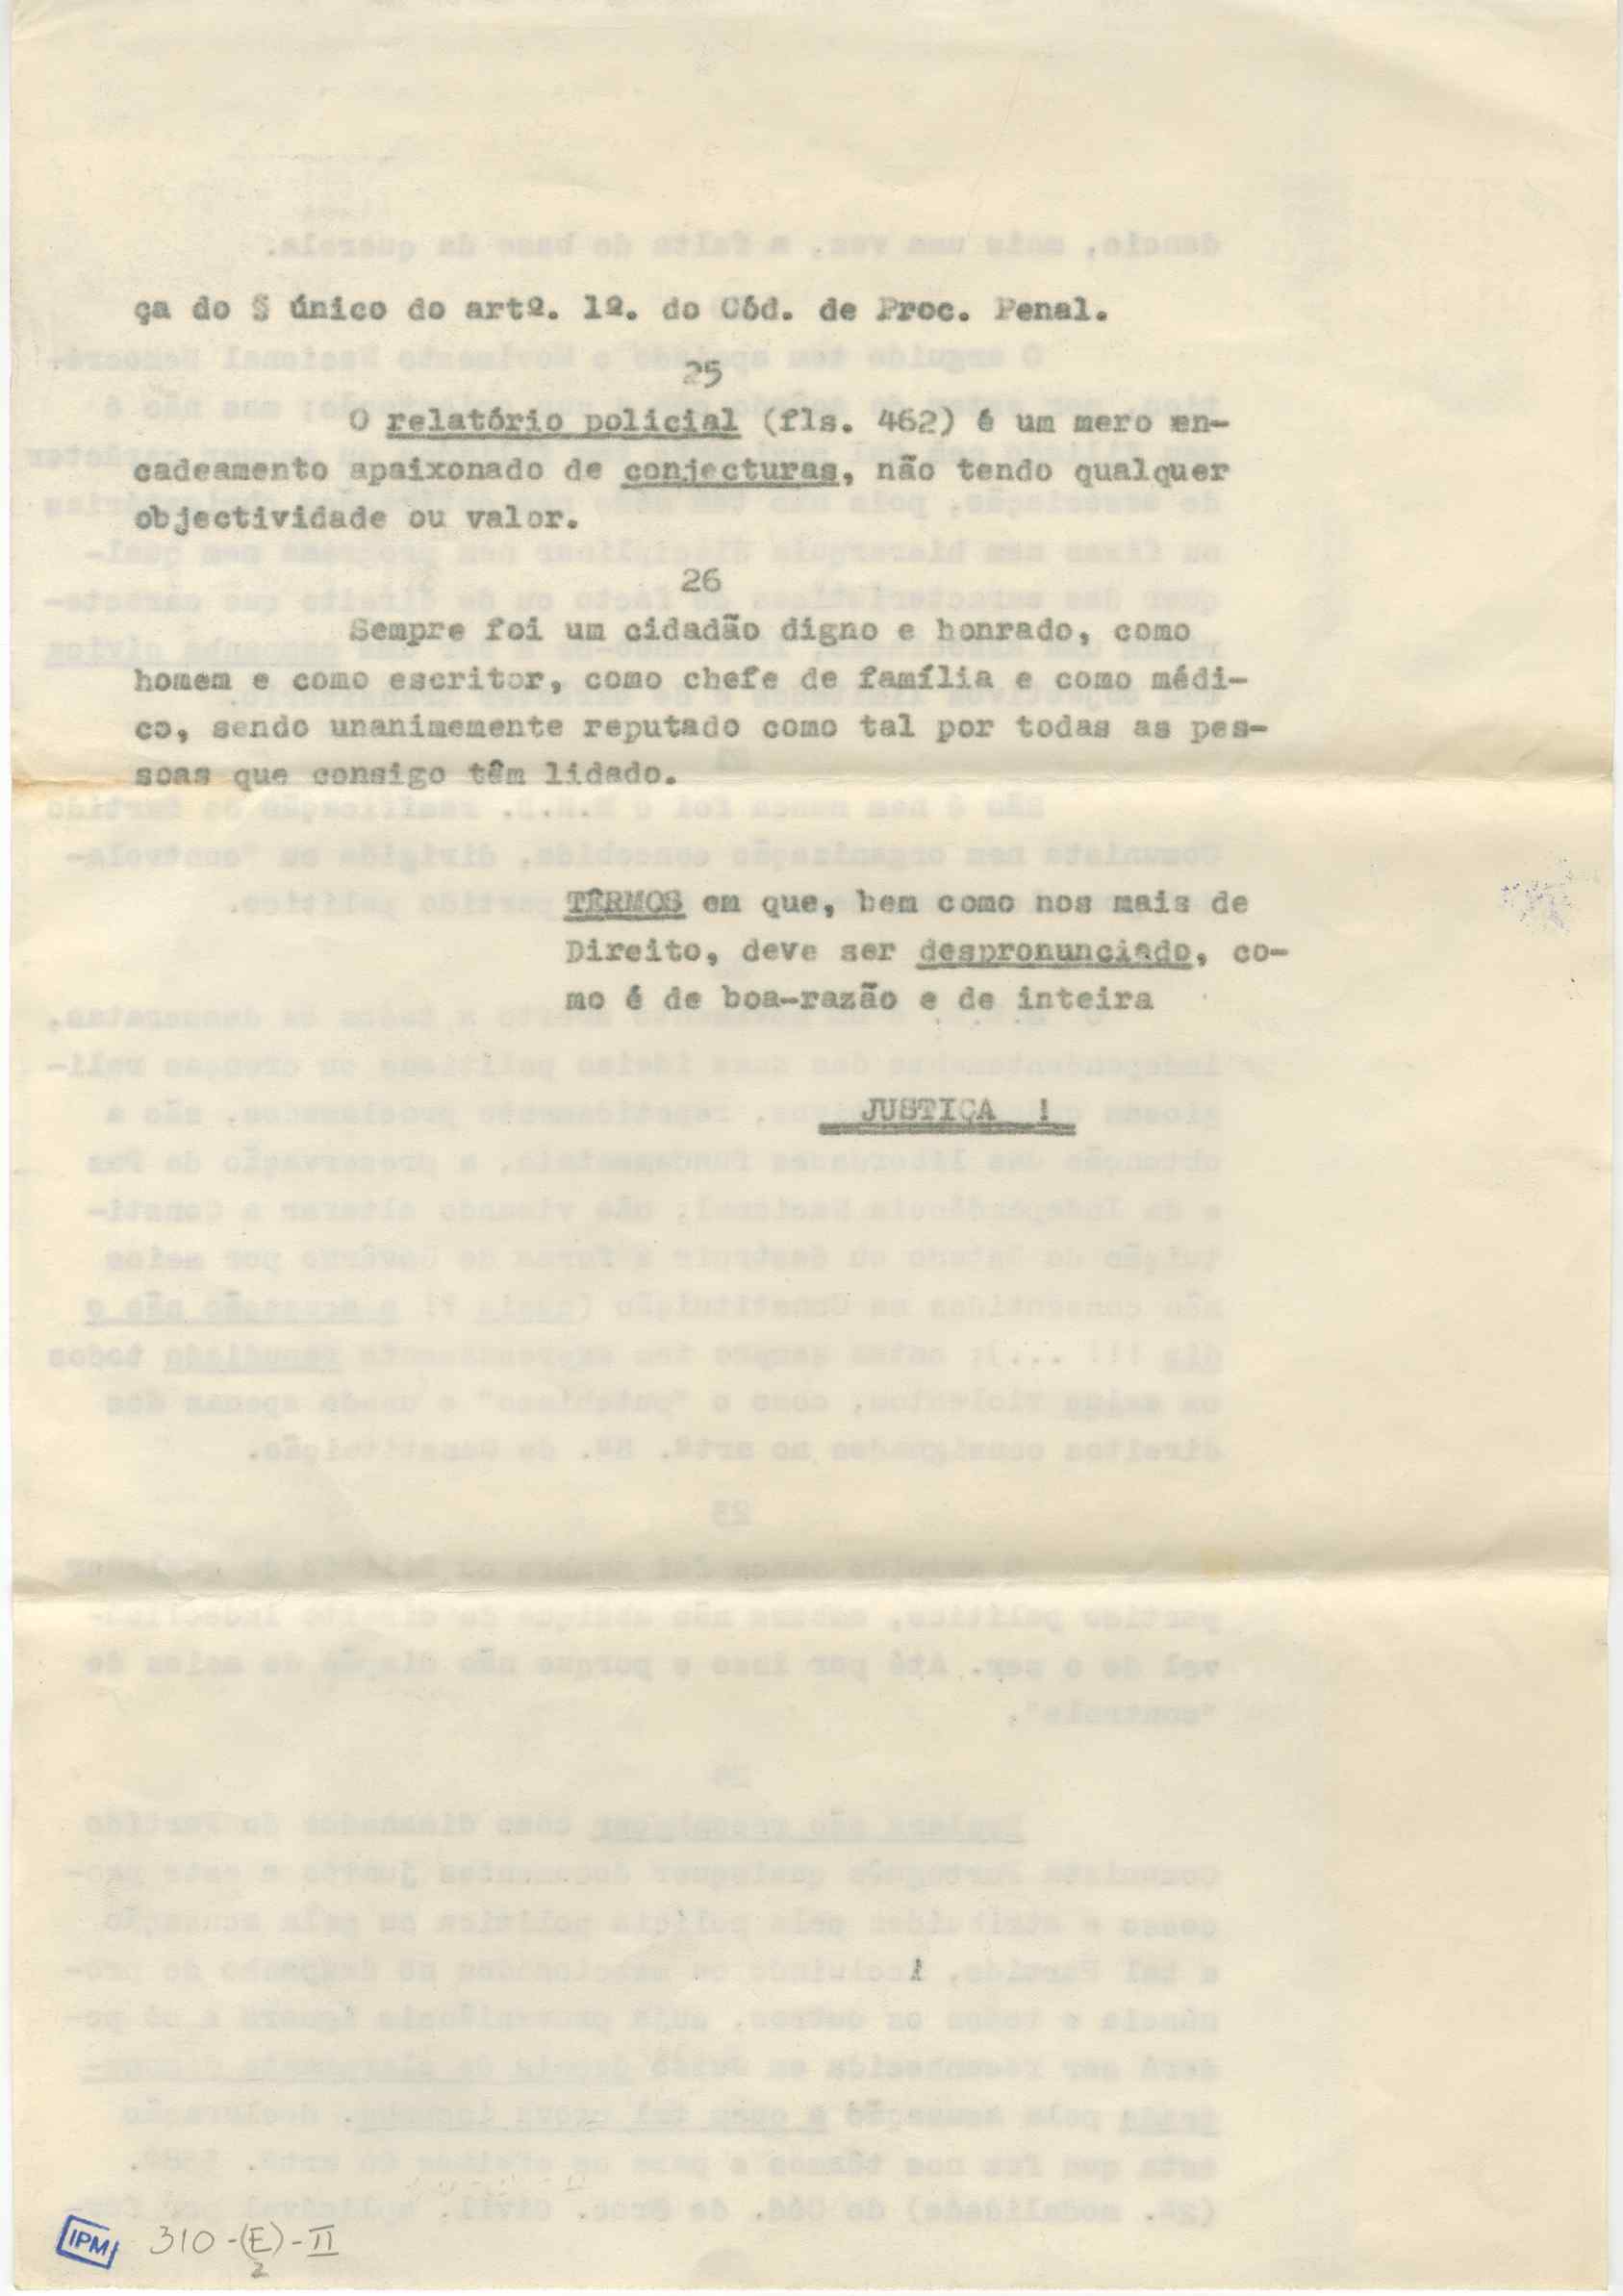 ça do § único do artº. 1º. do Cód. de Proc. Penal.
25
O relatório policial (fls. 462) é um mero en-
cadeamento apaixonado de conjecturas, não tendo qualquer
objectividade ou valor.
26
Sempre foi um cidadão digno e honrado, como
homem e como escritor, como chefe de família e como médi-
co, sendo unanimemente reputado como tal por todas as pes-
soas que consigo têm lidado.
TÊRMOS em que, bem como nos mais de
Direito, deve ser despronunciado, co-
mo é de boa-razão e de inteira
JUSTIÇA !
IPM 310-(E)-II
2